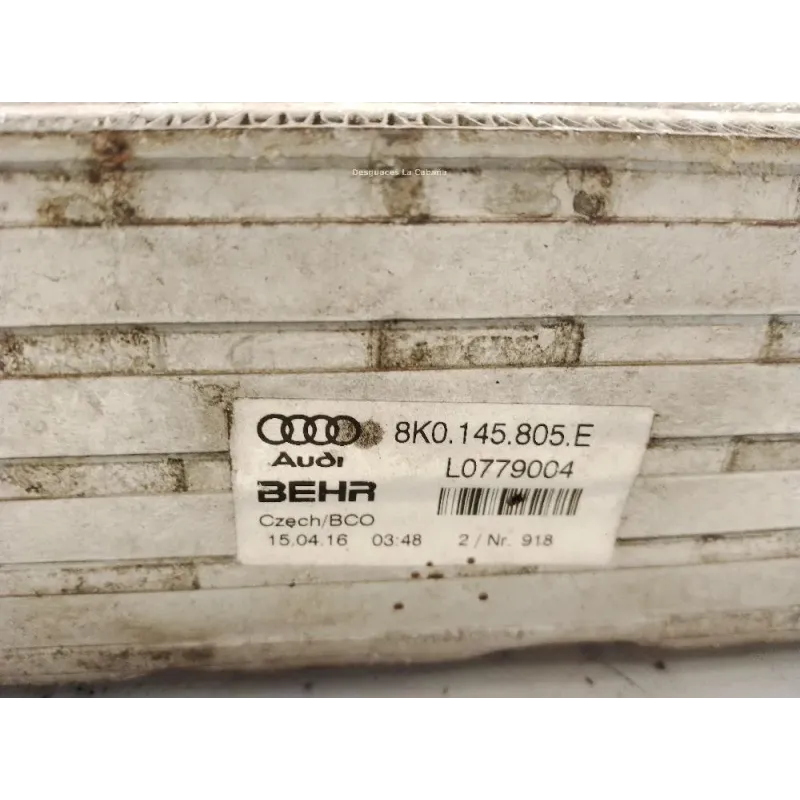 Desguaces La Cabaña
Audi
8K0.145.805.E
L0779004
BEHR
Czech/BCO
15.04.16 03:48 2 / Nr. 918